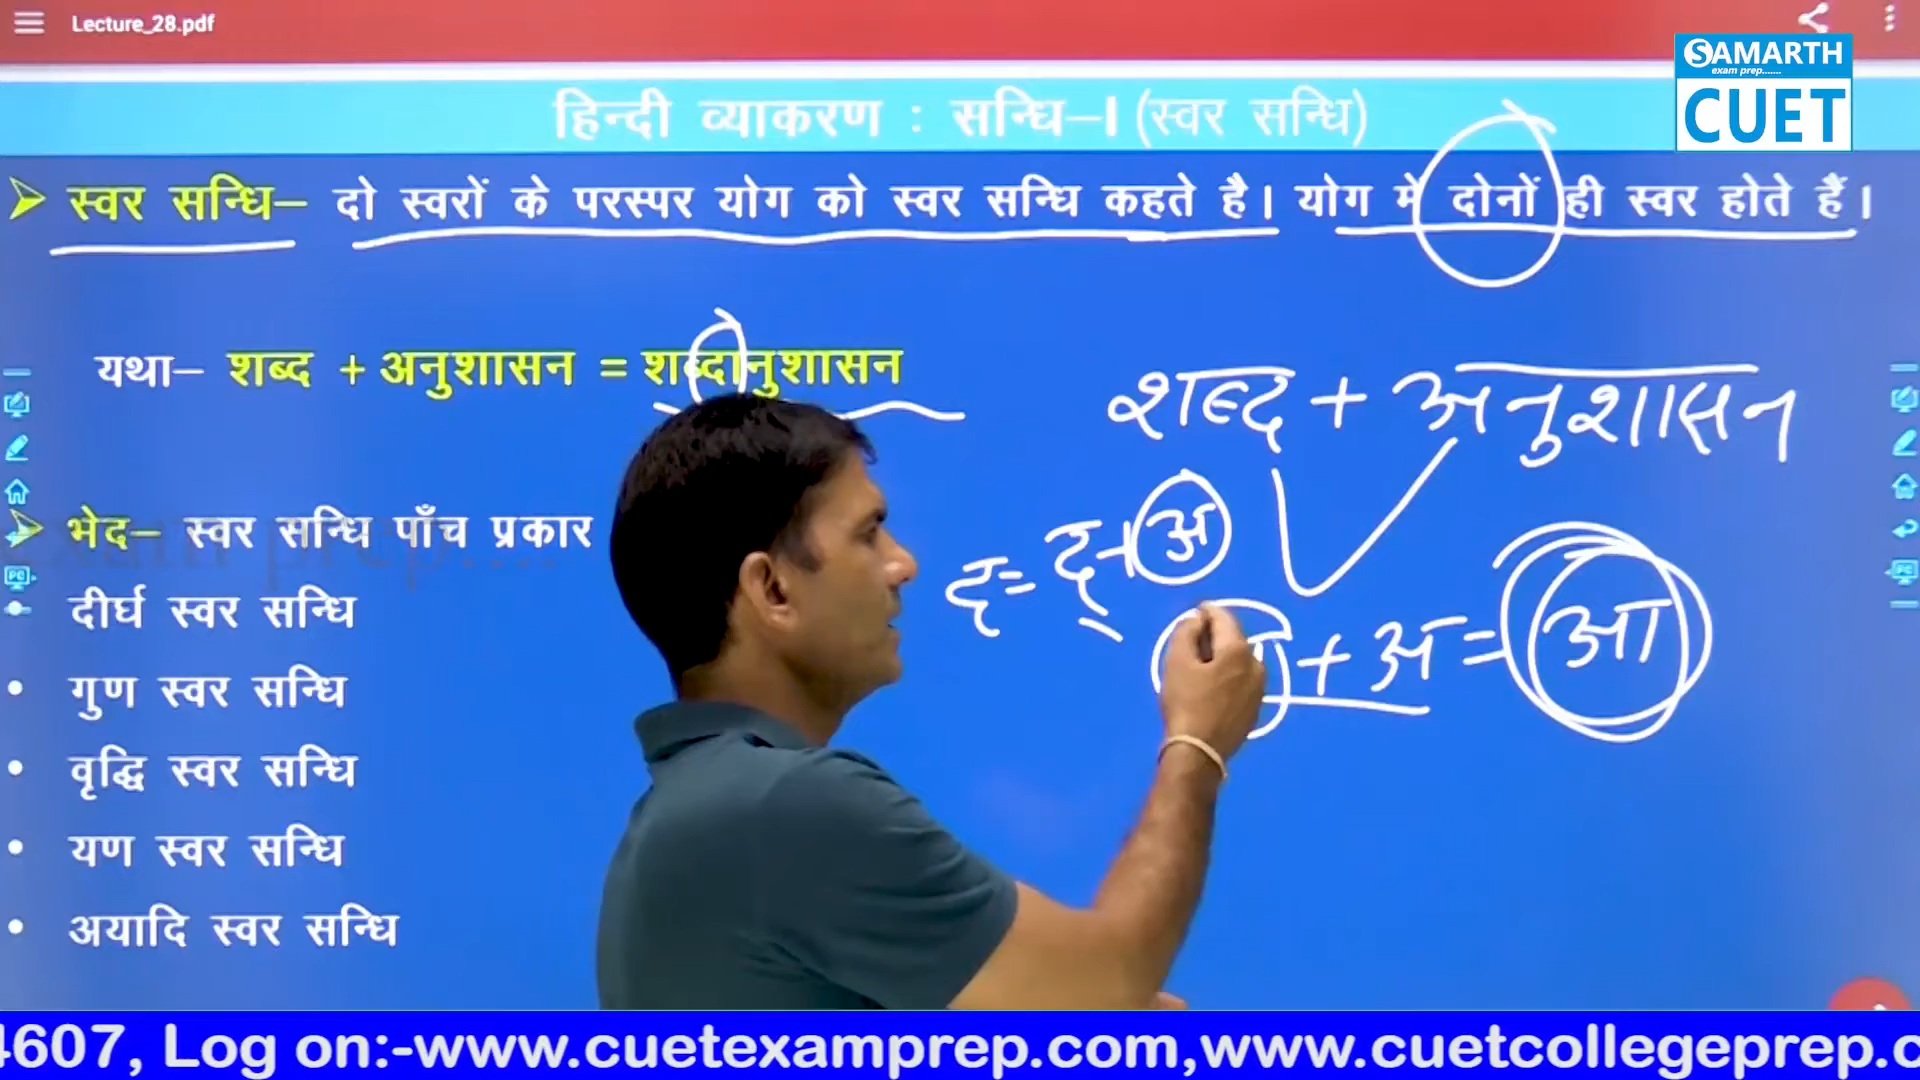 Lecture_28.pdf
SAMARTH
exam prep.......
CUET
हिन्दी व्याकरण : सन्धि–I (स्वर सन्धि)
स्वर सन्धि– दो स्वरों के परस्पर योग को स्वर सन्धि कहते है। योग में दोनों ही स्वर होते हैं।
यथा– शब्द + अनुशासन = शब्दानुशासन
शब्द + अनुशासन
भेद– स्वर सन्धि पाँच प्रकार
द = द् + अ
दीर्घ स्वर सन्धि
+ अ = आ
गुण स्वर सन्धि
वृद्धि स्वर सन्धि
यण स्वर सन्धि
अयादि स्वर सन्धि
4607, Log on:-www.cuetexamprep.com,www.cuetcollegeprep.c